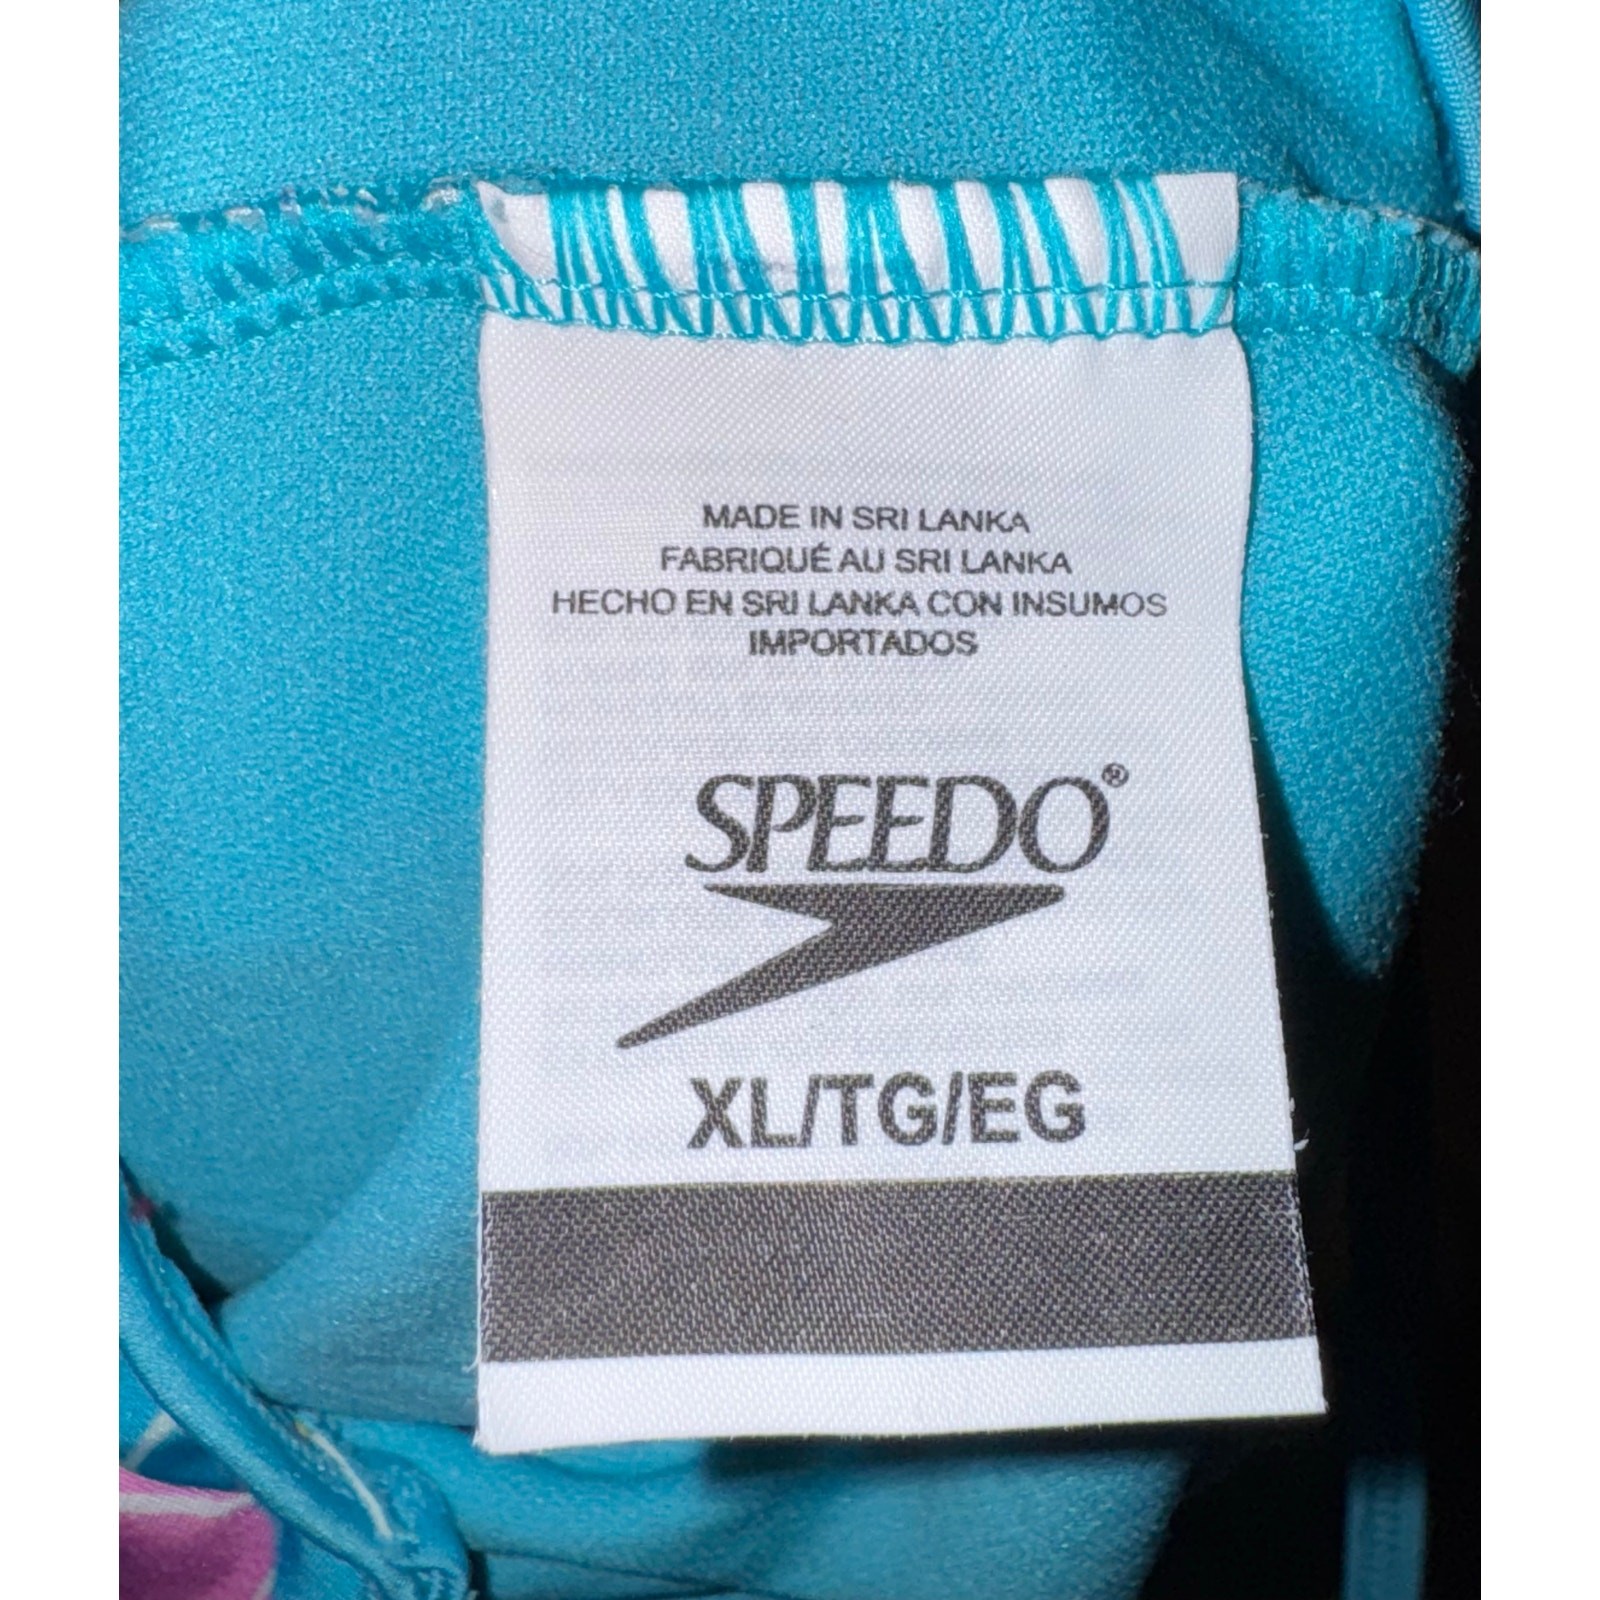 MADE IN SRI LANKA
FABRIQUÉ AU SRI LANKA
HECHO EN SRI LANKA CON INSUMOS
IMPORTADOS
SPEEDO®
XL/TG/EG